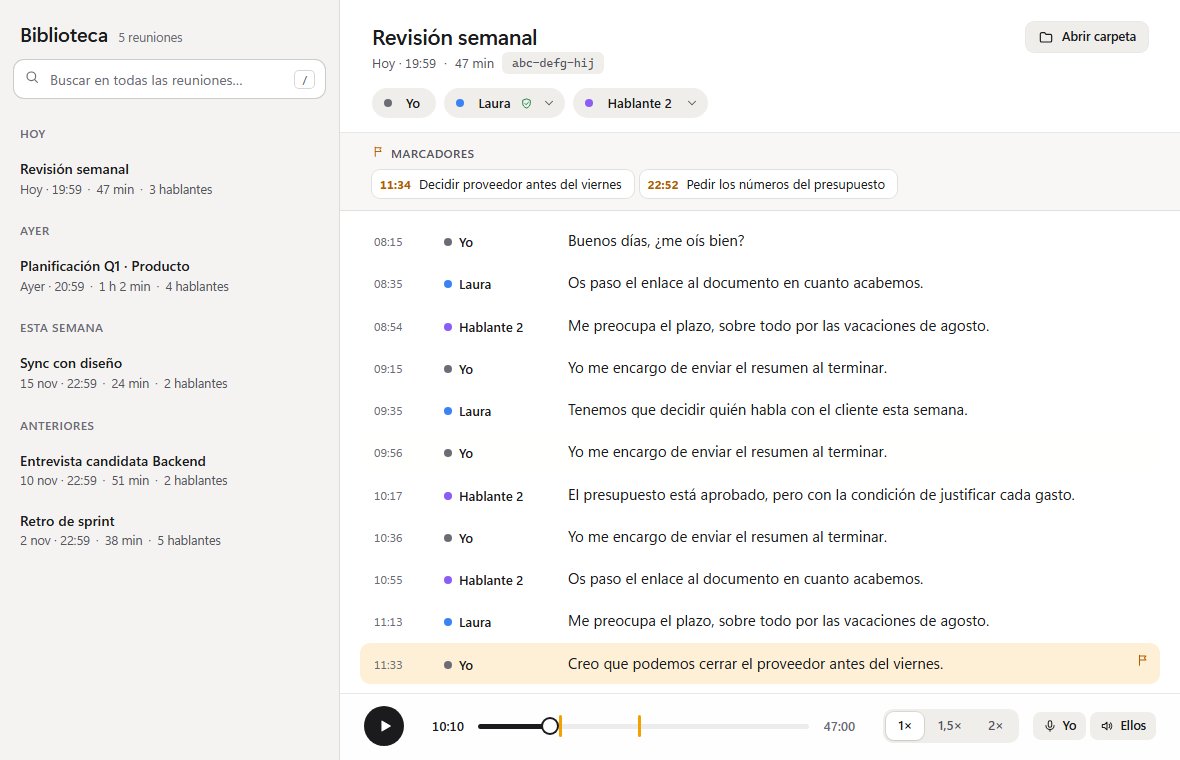 Biblioteca 5 reuniones
Buscar en todas las reuniones... /
HOY
Revisión semanal
Hoy · 19:59 · 47 min · 3 hablantes
AYER
Planificación Q1 · Producto
Ayer · 20:59 · 1 h 2 min · 4 hablantes
ESTA SEMANA
Sync con diseño
15 nov · 22:59 · 24 min · 2 hablantes
ANTERIORES
Entrevista candidata Backend
10 nov · 22:59 · 51 min · 2 hablantes
Retro de sprint
2 nov · 22:59 · 38 min · 5 hablantes
Revisión semanal
Abrir carpeta
Hoy · 19:59 · 47 min abc-defg-hij
Yo Laura Hablante 2
MARCADORES
11:34 Decidir proveedor antes del viernes 22:52 Pedir los números del presupuesto
08:15 Yo Buenos días, ¿me oís bien?
08:35 Laura Os paso el enlace al documento en cuanto acabemos.
08:54 Hablante 2 Me preocupa el plazo, sobre todo por las vacaciones de agosto.
09:15 Yo Yo me encargo de enviar el resumen al terminar.
09:35 Laura Tenemos que decidir quién habla con el cliente esta semana.
09:56 Yo Yo me encargo de enviar el resumen al terminar.
10:17 Hablante 2 El presupuesto está aprobado, pero con la condición de justificar cada gasto.
10:36 Yo Yo me encargo de enviar el resumen al terminar.
10:55 Hablante 2 Os paso el enlace al documento en cuanto acabemos.
11:13 Laura Me preocupa el plazo, sobre todo por las vacaciones de agosto.
11:33 Yo Creo que podemos cerrar el proveedor antes del viernes.
10:10 47:00 1× 1,5× 2× Yo Ellos